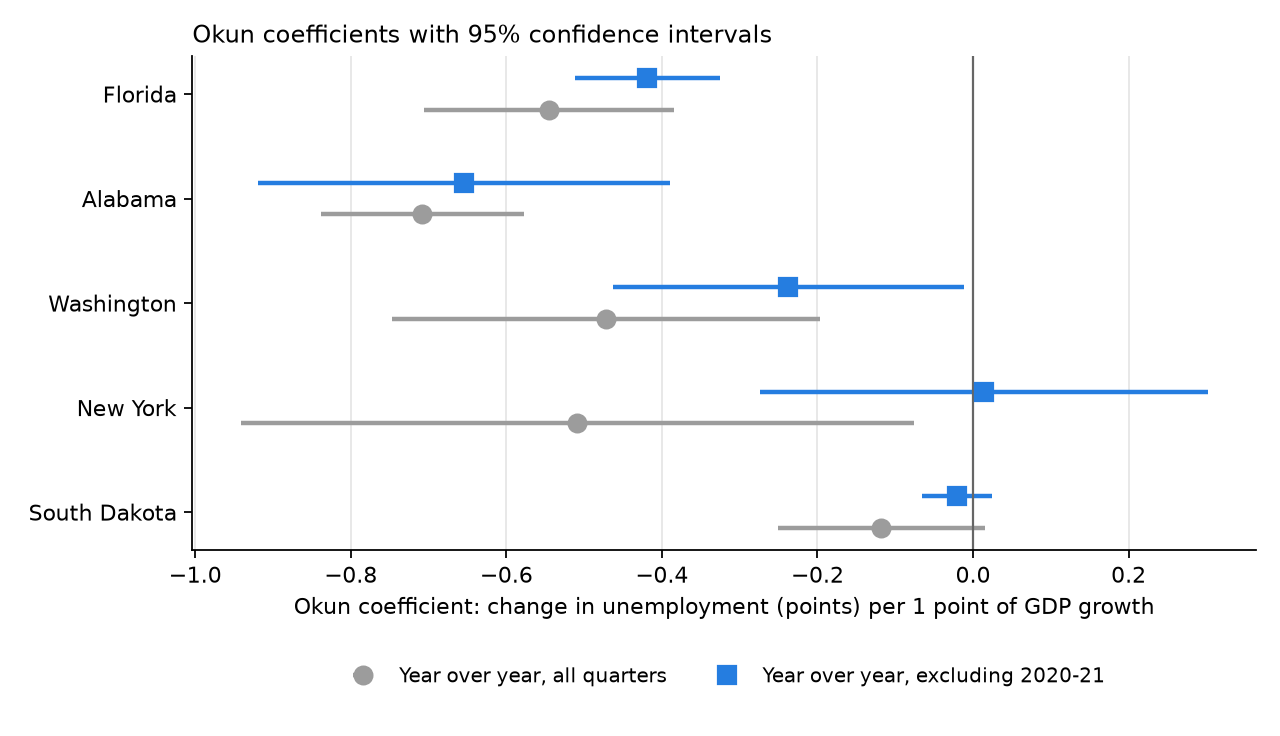 Okun coefficients with 95% confidence intervals
Florida
Alabama
Washington
New York
South Dakota
−1.0 −0.8 −0.6 −0.4 −0.2 0.0 0.2
Okun coefficient: change in unemployment (points) per 1 point of GDP growth
Year over year, all quarters Year over year, excluding 2020-21